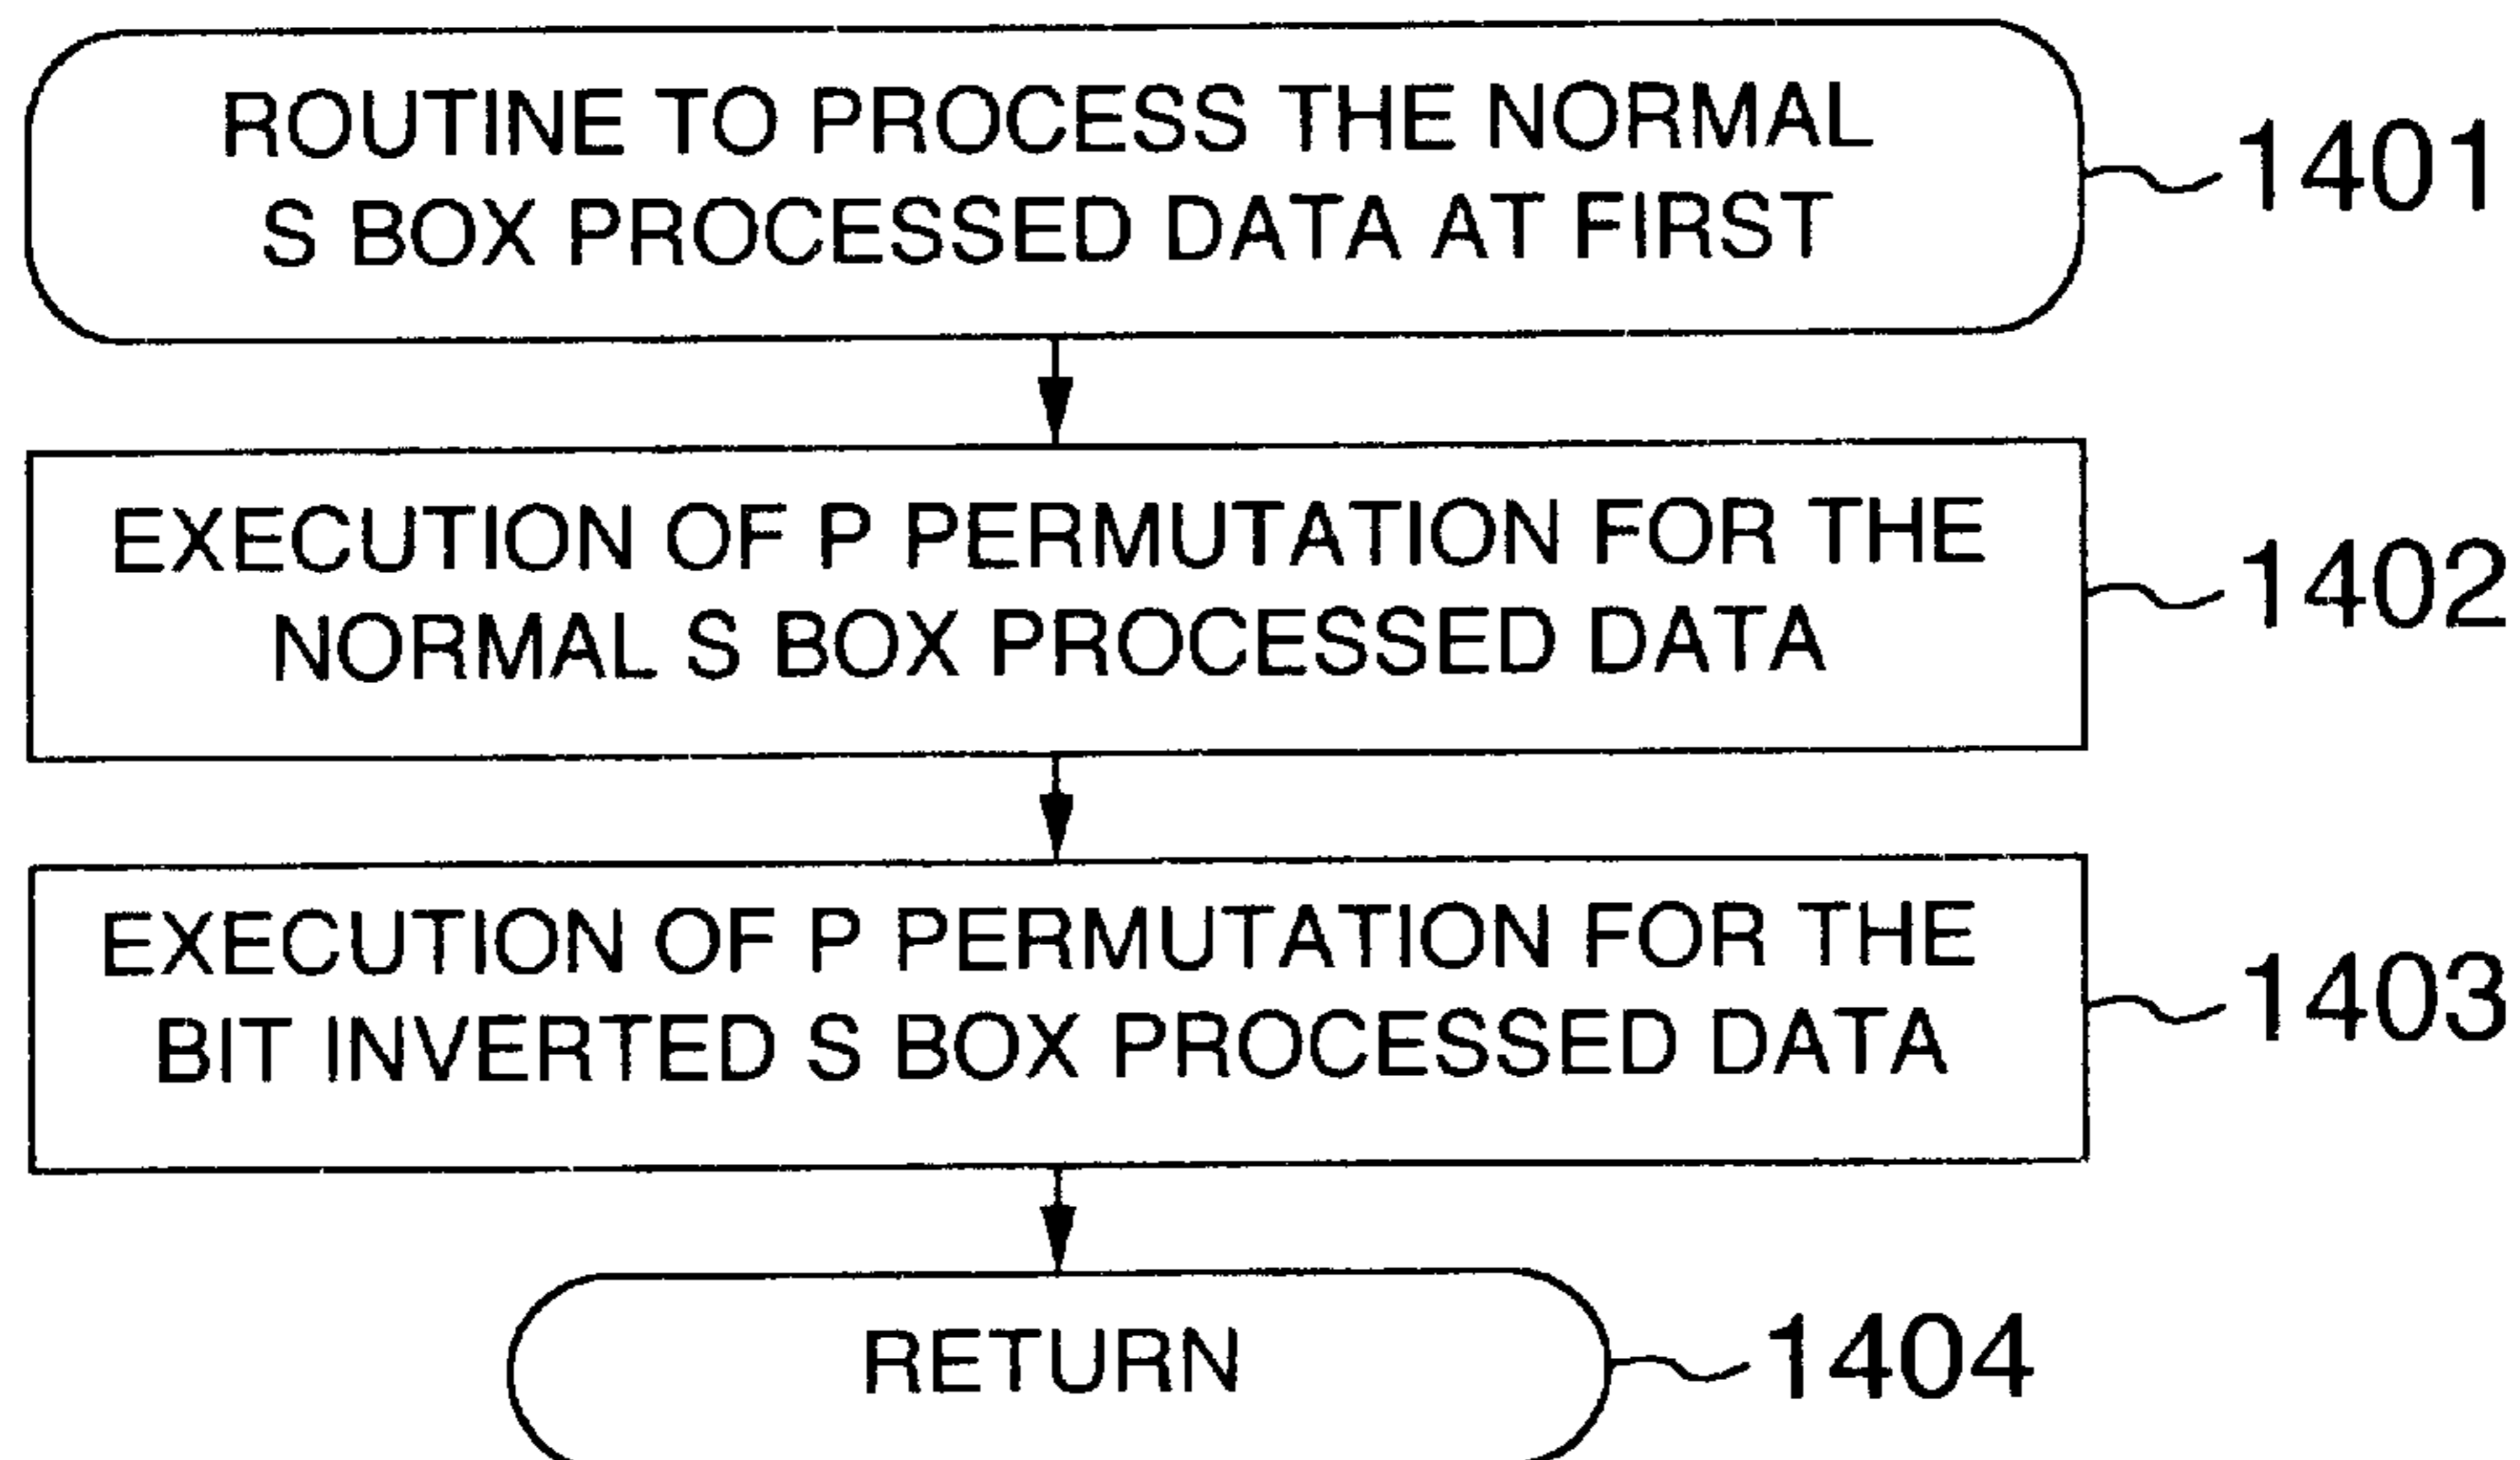 ROUTINE TO PROCESS THE NORMAL
S BOX PROCESSED DATA AT FIRST
1401
EXECUTION OF P PERMUTATION FOR THE
NORMAL S BOX PROCESSED DATA
1402
EXECUTION OF P PERMUTATION FOR THE
BIT INVERTED S BOX PROCESSED DATA
1403
RETURN
1404